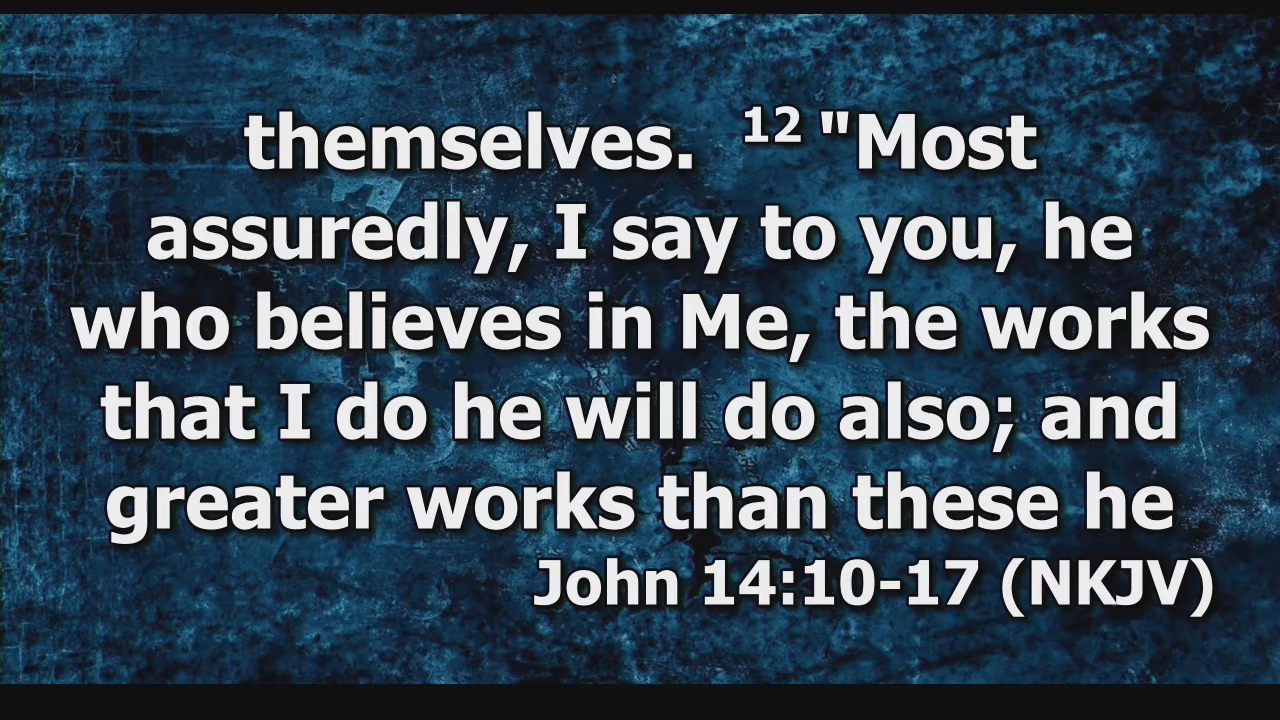 themselves. 12 "Most
assuredly, I say to you, he
who believes in Me, the works
that I do he will do also; and
greater works than these he
John 14:10-17 (NKJV)